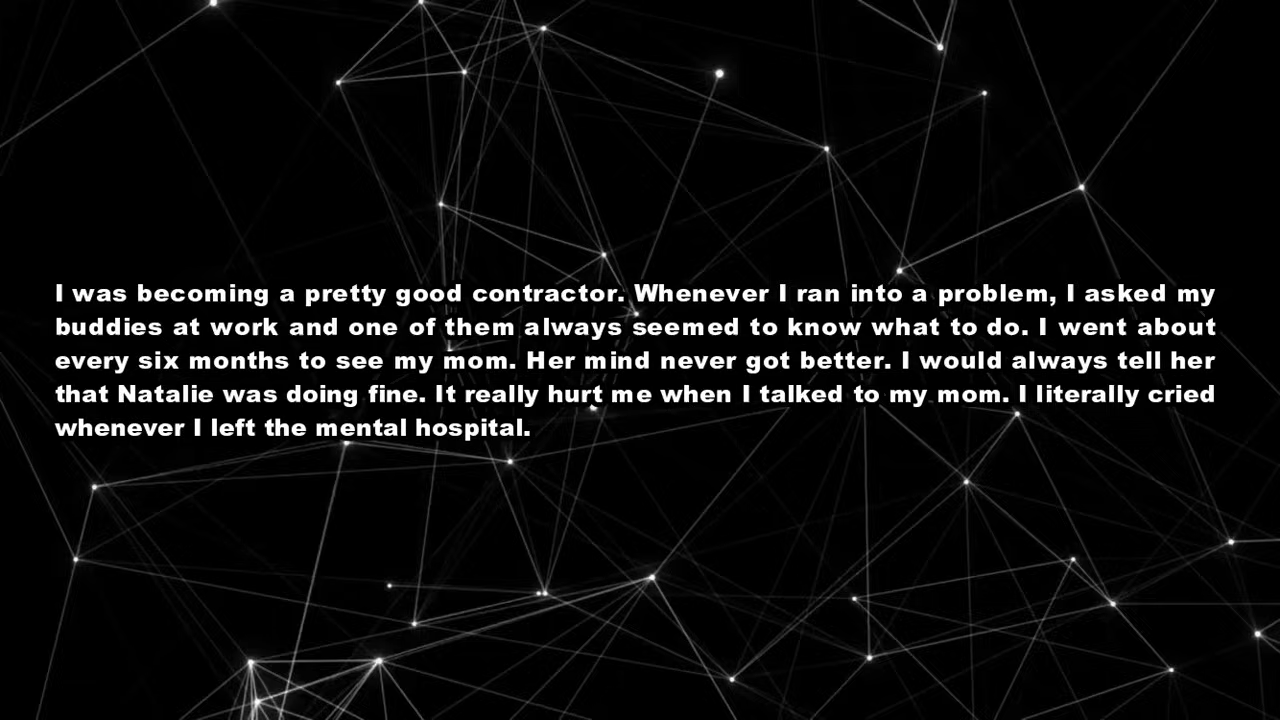 I was becoming a pretty good contractor. Whenever I ran into a problem, I asked my
buddies at work and one of them always seemed to know what to do. I went about
every six months to see my mom. Her mind never got better. I would always tell her
that Natalie was doing fine. It really hurt me when I talked to my mom. I literally cried
whenever I left the mental hospital.